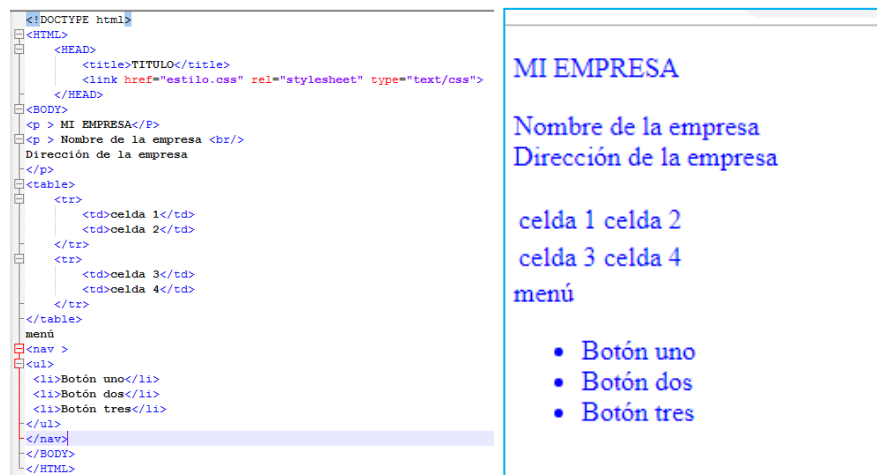 <!DOCTYPE html>
<HTML>
<HEAD>
<title>TITULO</title>
<link href="estilo.css" rel="stylesheet" type="text/css">
</HEAD>
<BODY>
<p > MI EMPRESA</P>
<p > Nombre de la empresa <br/>
Dirección de la empresa
</p>
<table>
<tr>
<td>celda 1</td>
<td>celda 2</td>
</tr>
<tr>
<td>celda 3</td>
<td>celda 4</td>
</tr>
</table>
menú
<nav >
<ul>
<li>Botón uno</li>
<li>Botón dos</li>
<li>Botón tres</li>
</ul>
</nav>
</BODY>
</HTML>
MI EMPRESA
Nombre de la empresa
Dirección de la empresa
celda 1 celda 2
celda 3 celda 4
menú
• Botón uno
• Botón dos
• Botón tres